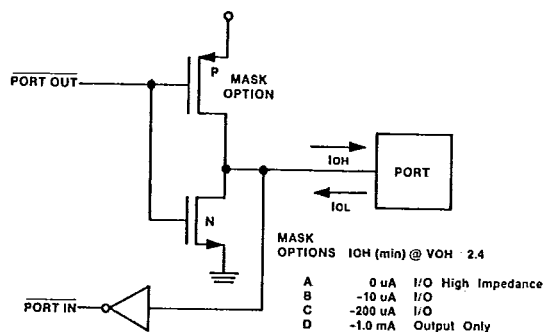 P
MASK
OPTION
PORT OUT
IOH
IOL
PORT
N
MASK
OPTIONS IOH (min) @ VOH 2.4
A 0 uA I/O High Impedance
B -10 uA I/O
C -200 uA I/O
D -1.0 mA Output Only
PORT IN